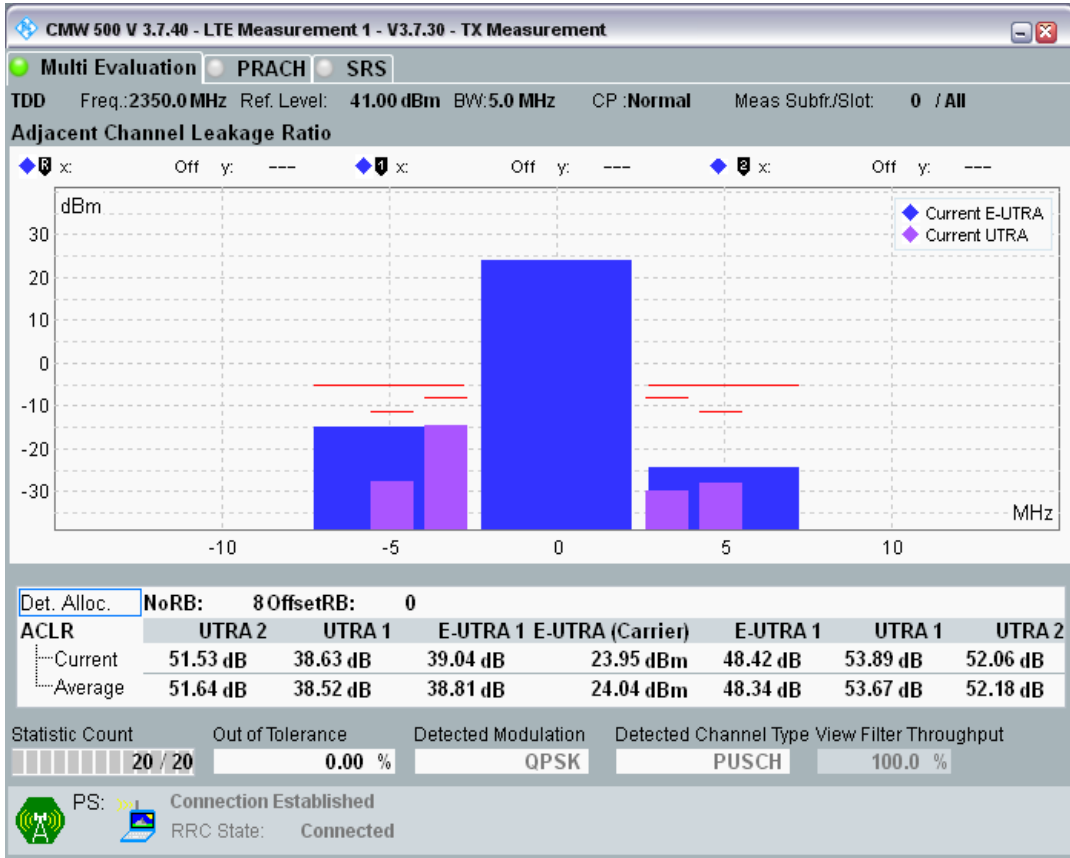 CMW 500 V 3.7.40 - LTE Measurement 1 - V3.7.30 - TX Measurement
Multi Evaluation PRACH SRS
TDD Freq.:2350.0 MHz Ref. Level: 41.00 dBm BW:5.0 MHz CP :Normal Meas Subfr./Slot: 0 / All
Adjacent Channel Leakage Ratio
R x: Off y: --- 1 x: Off y: --- 2 x: Off y: ---
dBm
Current E-UTRA
Current UTRA
30
20
10
0
-10
-20
-30
MHz
-10 -5 0 5 10
Det. Alloc. NoRB: 8 OffsetRB: 0
ACLR UTRA 2 UTRA 1 E-UTRA 1 E-UTRA (Carrier) E-UTRA 1 UTRA 1 UTRA 2
Current 51.53 dB 38.63 dB 39.04 dB 23.95 dBm 48.42 dB 53.89 dB 52.06 dB
Average 51.64 dB 38.52 dB 38.81 dB 24.04 dBm 48.34 dB 53.67 dB 52.18 dB
Statistic Count Out of Tolerance Detected Modulation Detected Channel Type View Filter Throughput
20 / 20 0.00 % QPSK PUSCH 100.0 %
PS: Connection Established
RRC State: Connected